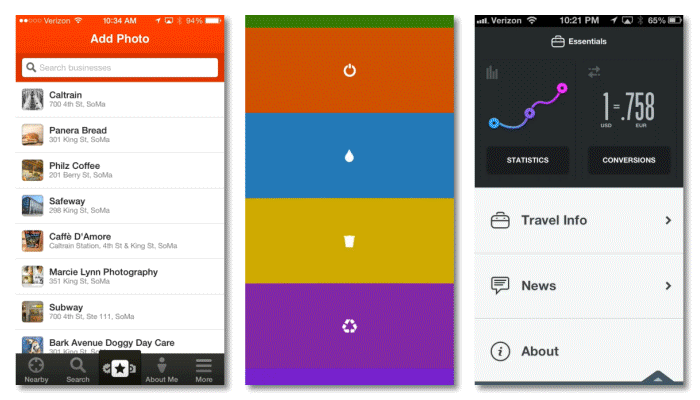 Verizon 10:34 AM 94%
Add Photo
Search businesses
Caltrain
700 4th St, SoMa
Panera Bread
301 King St, SoMa
Philz Coffee
201 Berry St, SoMa
Safeway
298 King St, SoMa
Caffè D'Amore
Caltrain Station, 4th St & King St, SoMa
Marcie Lynn Photography
351 King St, SoMa
Subway
700 4th St, Ste 111, SoMa
Bark Avenue Doggy Day Care
301 King St, SoMa
Nearby Search About Me More
Verizon 10:21 PM 65%
Essentials
1=.758
USD EUR
STATISTICS CONVERSIONS
Travel Info
News
About